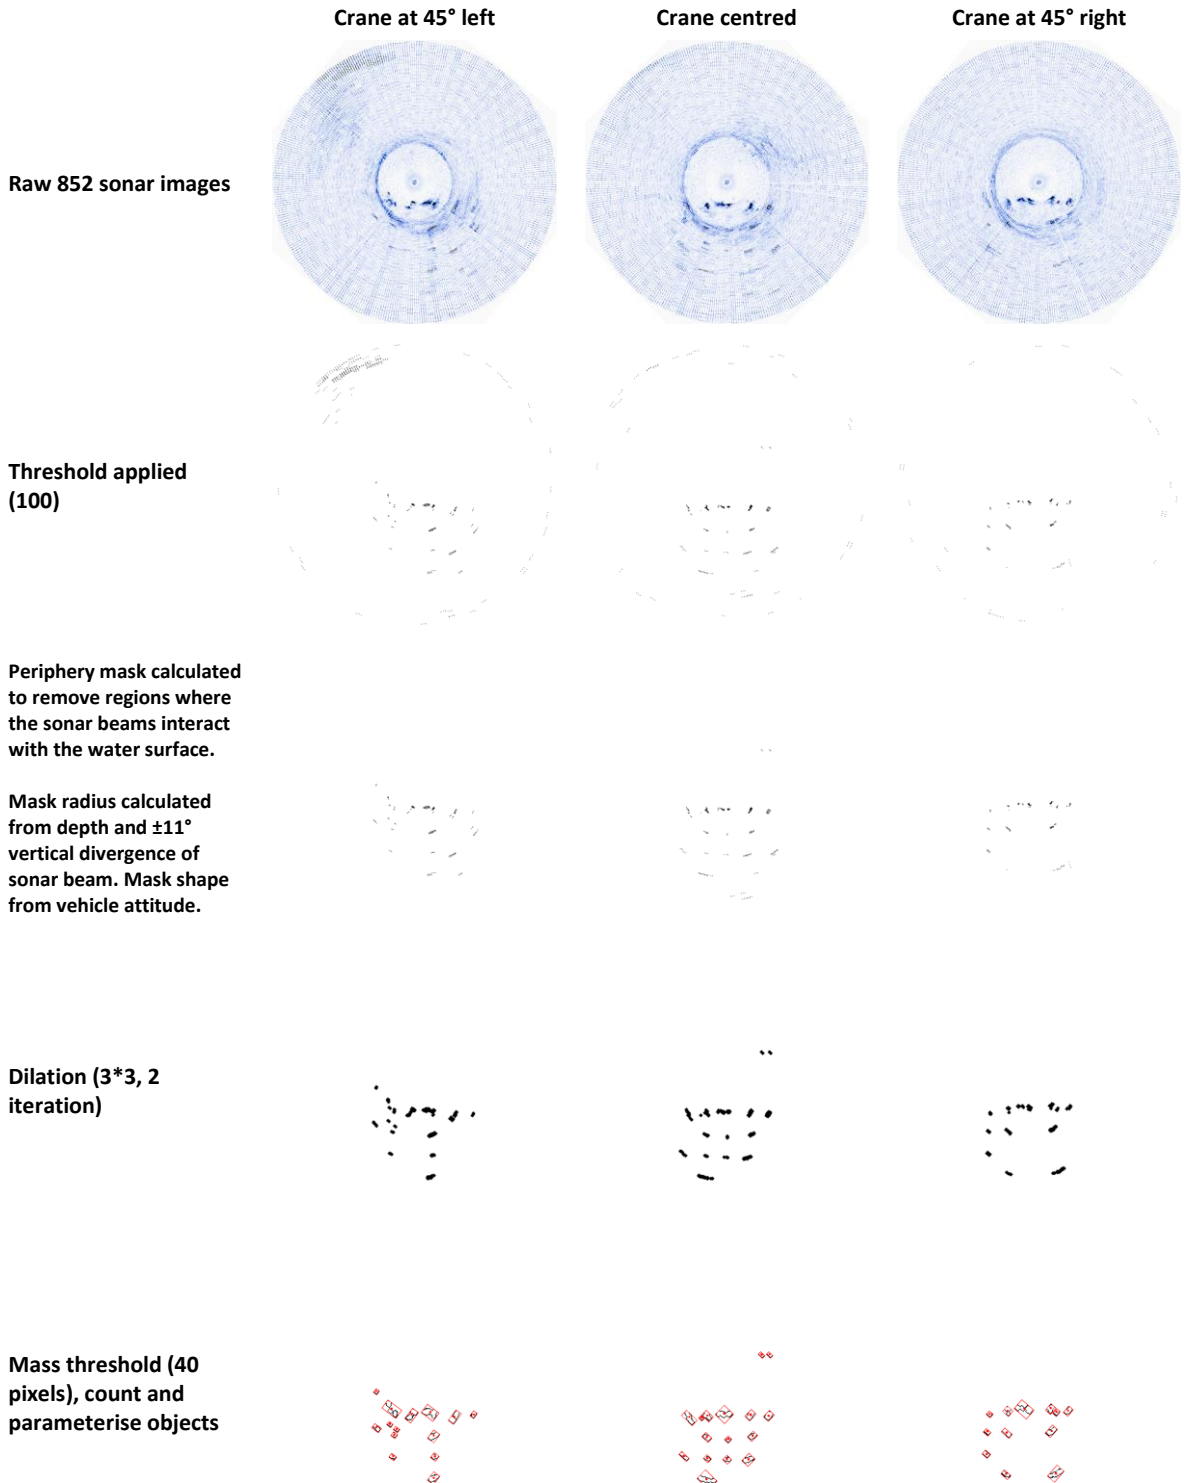 Crane at 45° left
Crane centred
Crane at 45° right
Raw 852 sonar images
Threshold applied
(100)
Periphery mask calculated
to remove regions where
the sonar beams interact
with the water surface.
Mask radius calculated
from depth and ±11°
vertical divergence of
sonar beam. Mask shape
from vehicle attitude.
Dilation (3*3, 2
iteration)
Mass threshold (40
pixels), count and
parameterise objects